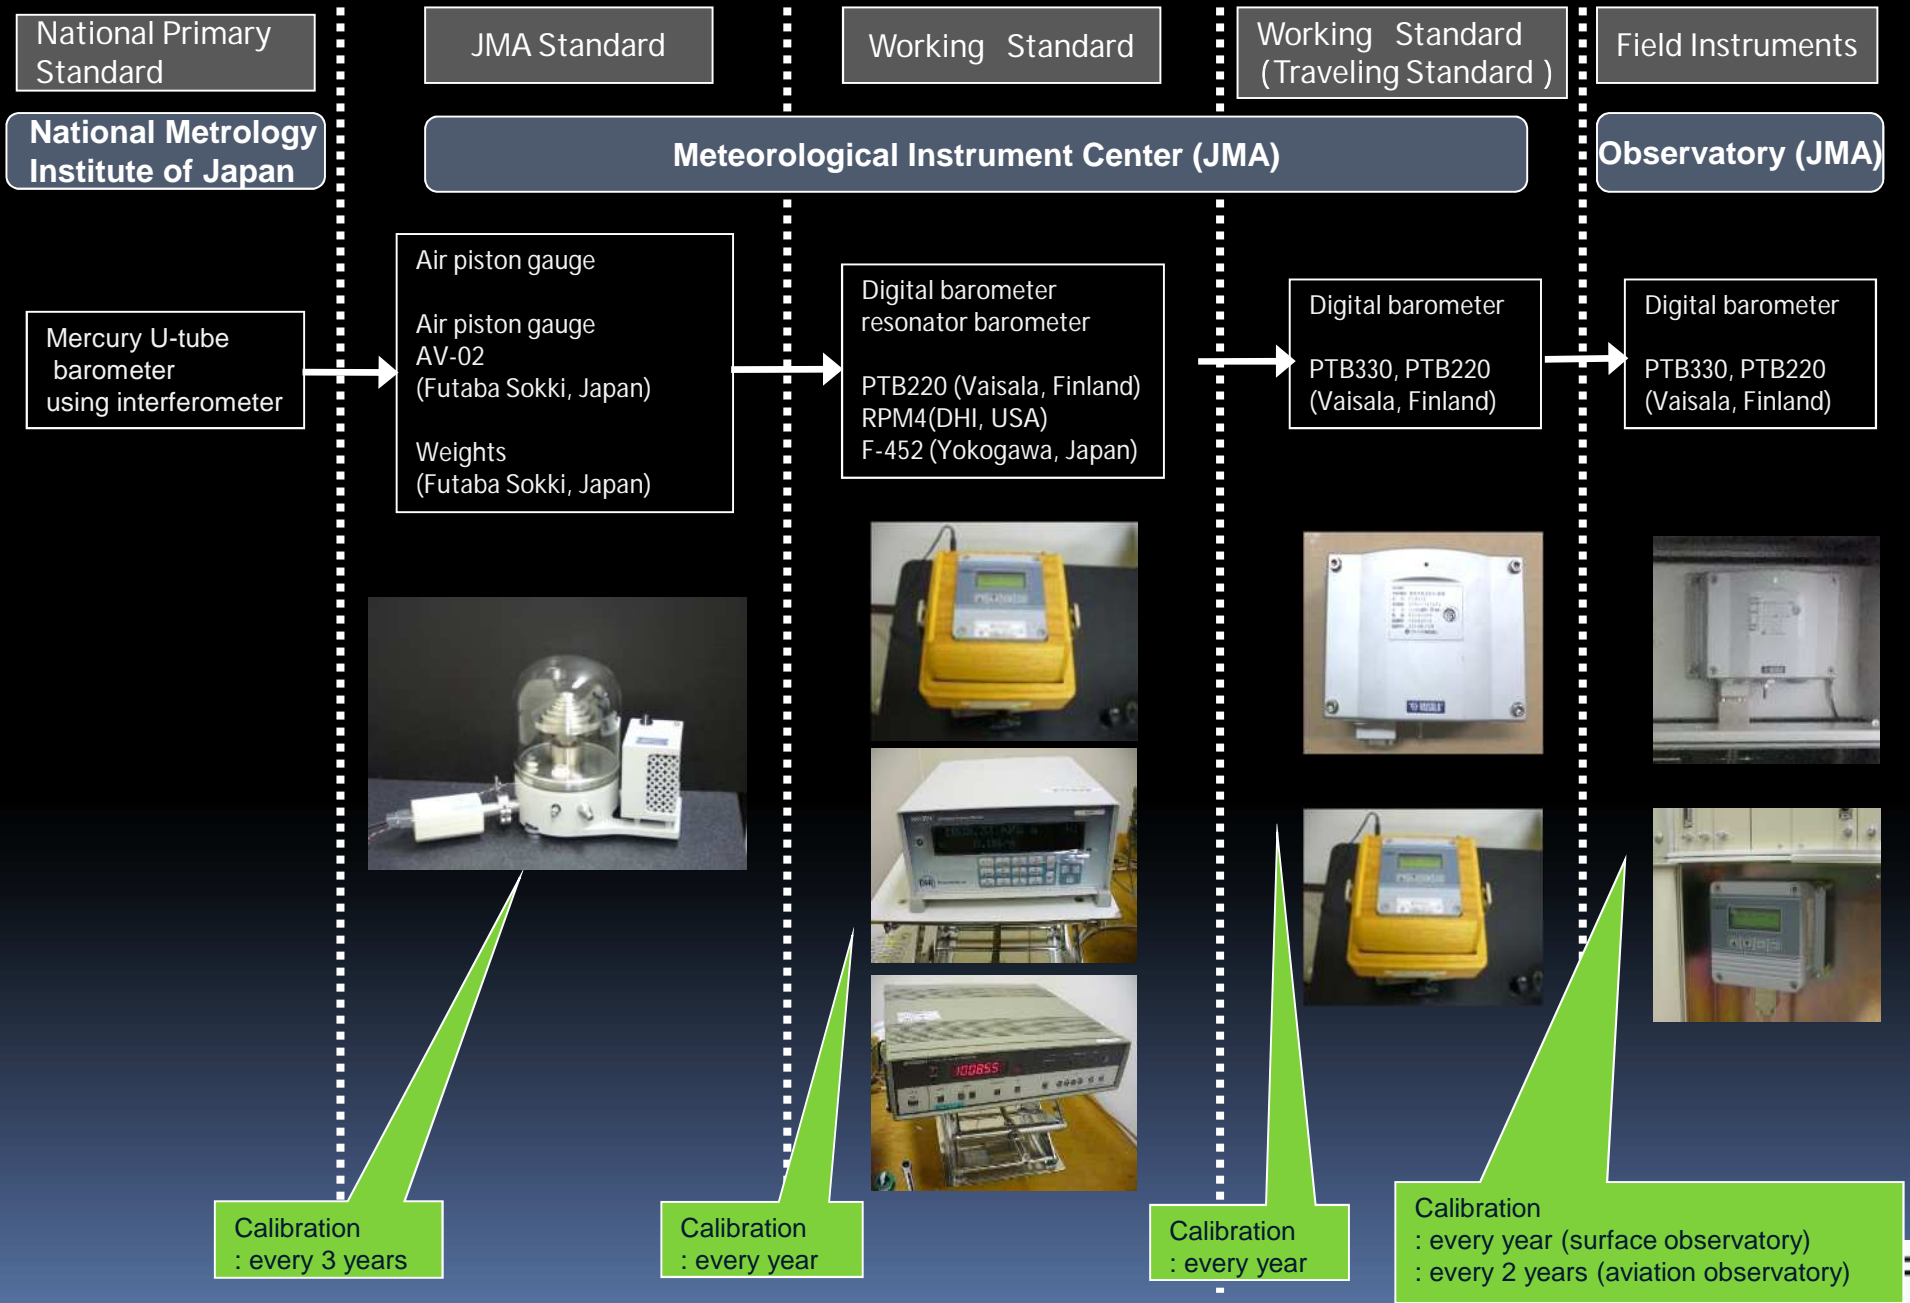 National Primary
Standard
JMA Standard
Working Standard
Working Standard
(Traveling Standard )
Field Instruments
National Metrology
Institute of Japan
Meteorological Instrument Center (JMA)
Observatory (JMA)
Mercury U-tube
barometer
using interferometer
Air piston gauge
Air piston gauge
AV-02
(Futaba Sokki, Japan)
Weights
(Futaba Sokki, Japan)
Digital barometer
resonator barometer
PTB220 (Vaisala, Finland)
RPM4(DHI, USA)
F-452 (Yokogawa, Japan)
Digital barometer
PTB330, PTB220
(Vaisala, Finland)
Digital barometer
PTB330, PTB220
(Vaisala, Finland)
VAISALA
DHI
100855
Calibration
: every 3 years
Calibration
: every year
Calibration
: every year
Calibration
: every year (surface observatory)
: every 2 years (aviation observatory)